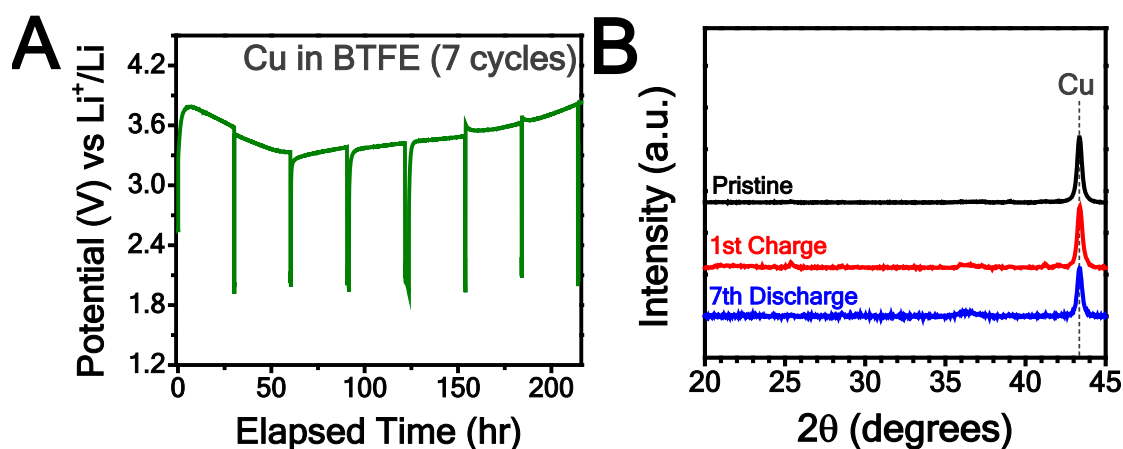 A
Cu in BTFE (7 cycles)
Potential (V) vs Li⁺/Li
4.2
3.6
3.0
2.4
1.8
1.2
0
50
100
150
200
Elapsed Time (hr)
B
Cu
Intensity (a.u.)
Pristine
1st Charge
7th Discharge
20
25
30
35
40
45
2θ (degrees)